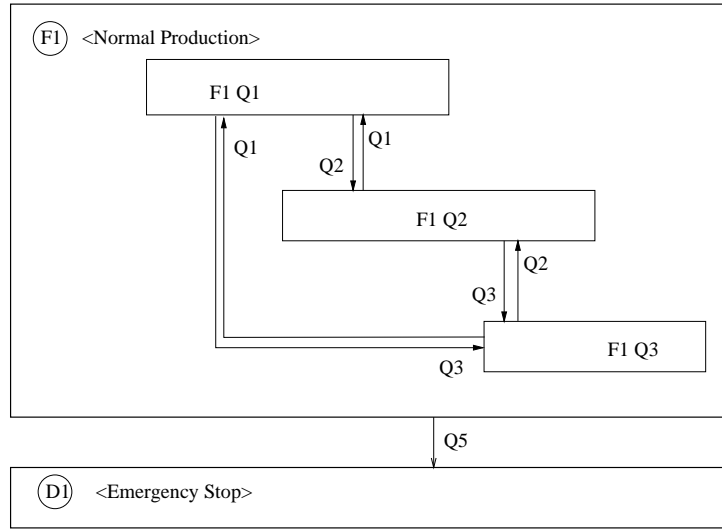 F1 <Normal Production>
F1 Q1
Q1
Q1
Q2
F1 Q2
Q2
Q3
F1 Q3
Q3
Q5
D1 <Emergency Stop>